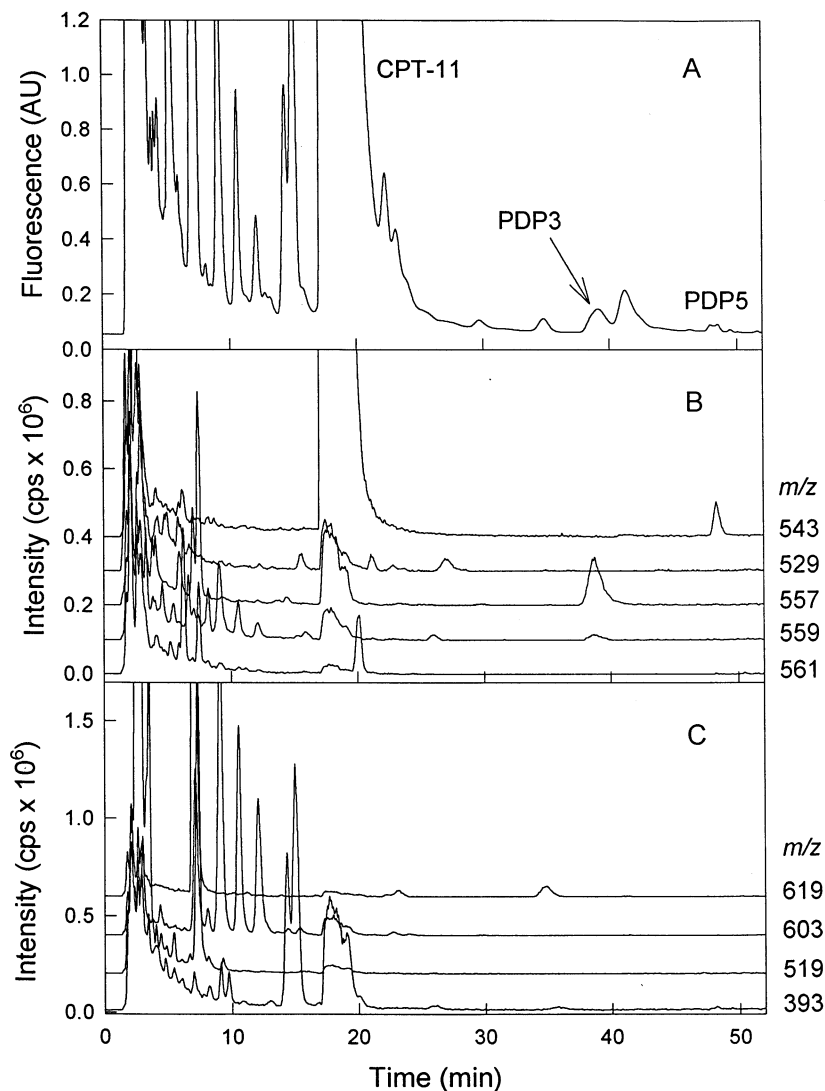 1.2
1.0
0.8
0.6
0.4
0.2
0.0
Fluorescence (AU)
CPT-11
A
PDP3
PDP5
0.8
0.6
0.4
0.2
0.0
Intensity (cps x 10⁶)
B
m/z
543
529
557
559
561
1.5
1.0
0.5
0.0
Intensity (cps x 10⁶)
C
m/z
619
603
519
393
0 10 20 30 40 50
Time (min)